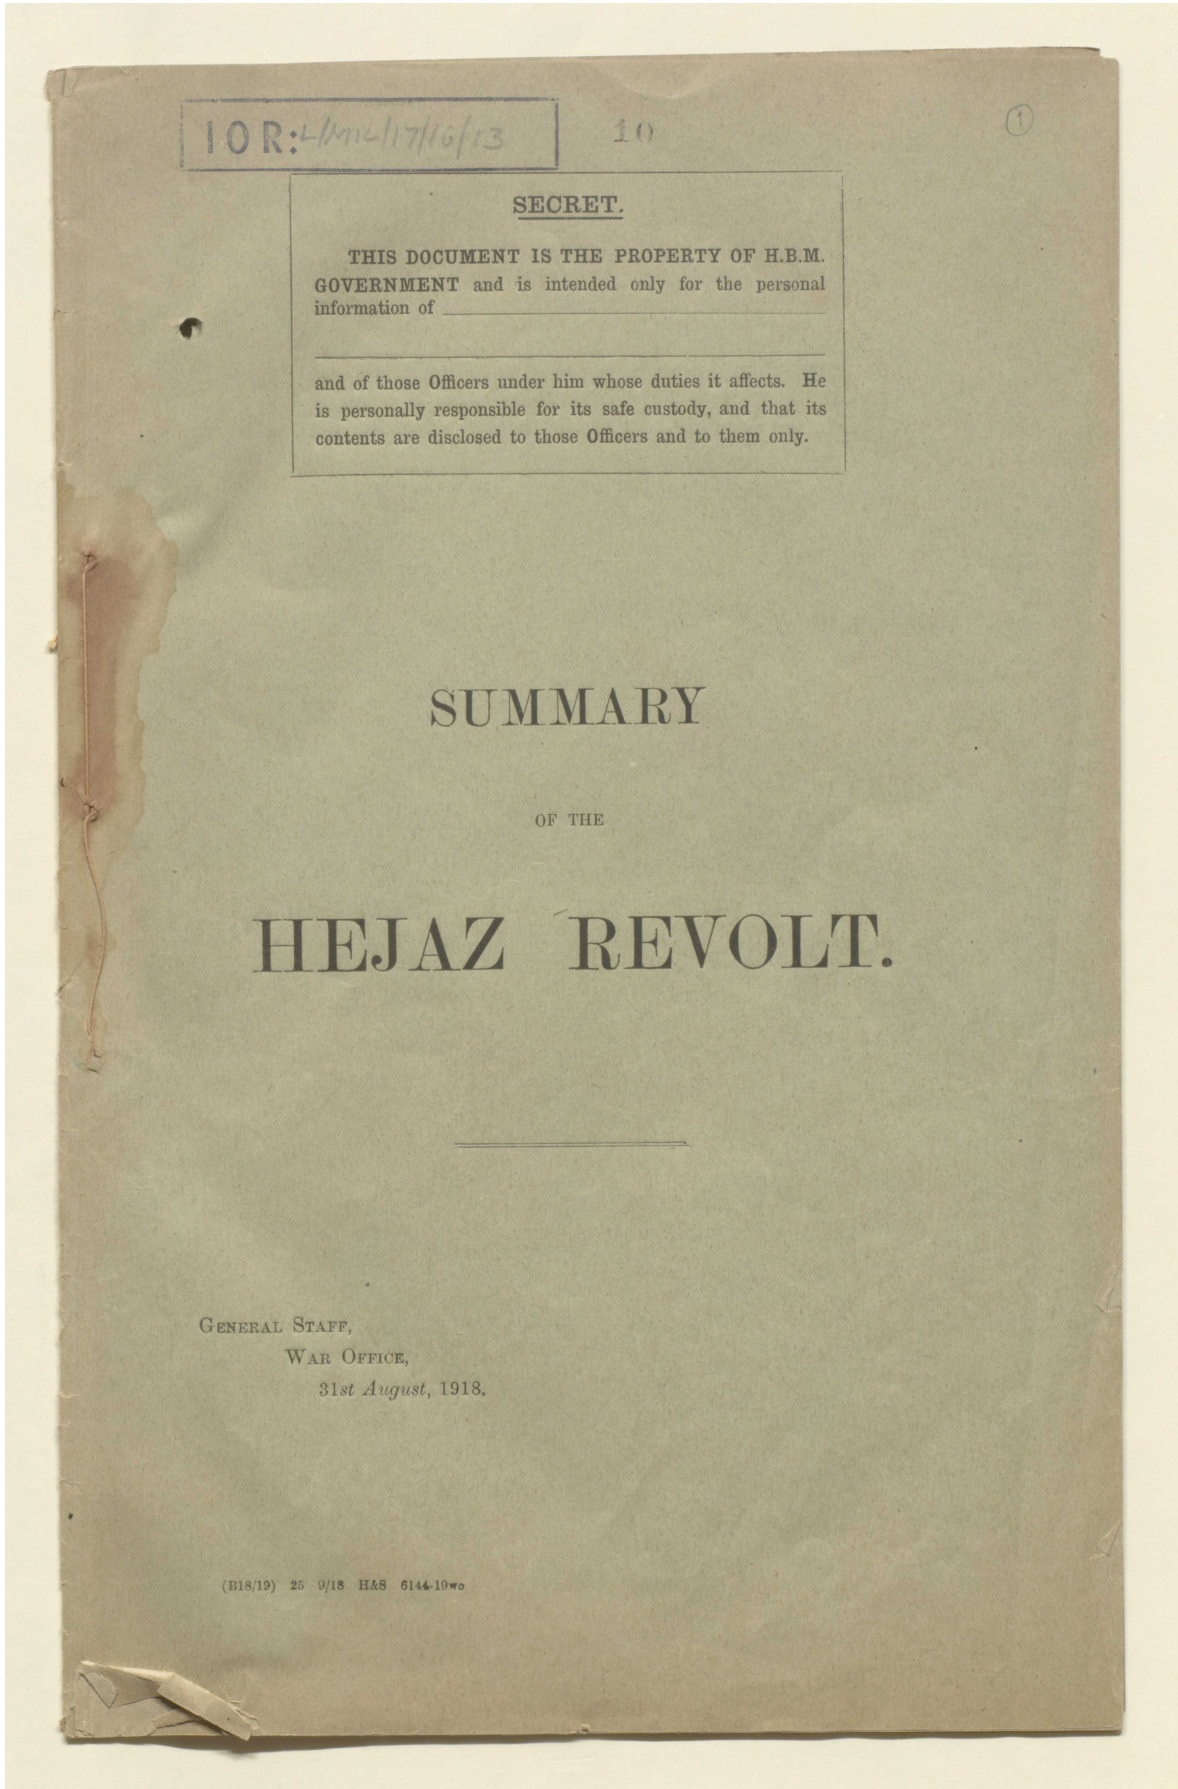 IOR: L/MIL/17/16/13
10
1
SECRET.
THIS DOCUMENT IS THE PROPERTY OF H.B.M.
GOVERNMENT and is intended only for the personal
information of
and of those Officers under him whose duties it affects. He
is personally responsible for its safe custody, and that its
contents are disclosed to those Officers and to them only.
SUMMARY
OF THE
HEJAZ REVOLT.
GENERAL STAFF,
WAR OFFICE,
31st August, 1918.
(B18/19) 25 9/18 H&S 6144-19wo